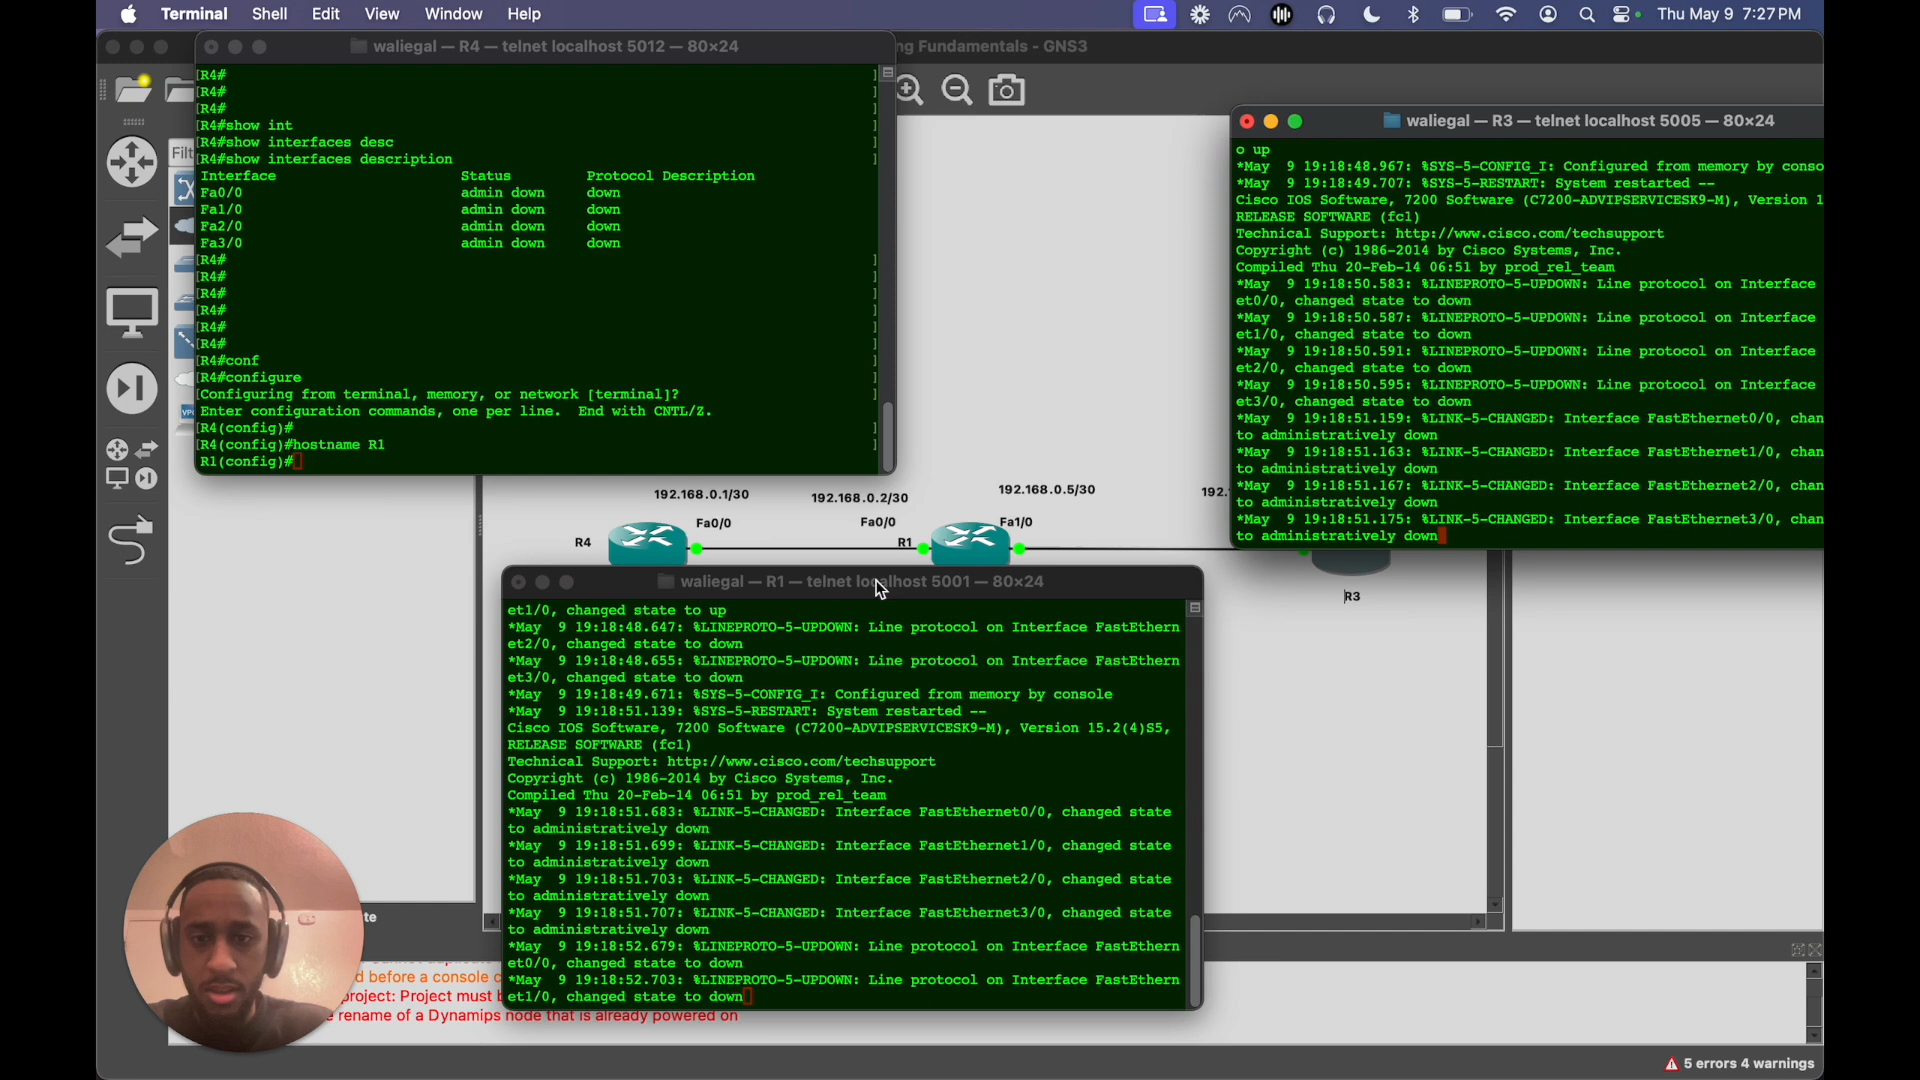 Terminal Shell Edit View Window Help
Thu May 9 7:27 PM
waliegal — R4 — telnet localhost 5012 — 80×24
ng Fundamentals - GNS3
[R4#
[R4#
[R4#
[R4#show int
[R4#show interfaces desc
[R4#show interfaces description
Interface Status Protocol Description
Fa0/0 admin down down
Fa1/0 admin down down
Fa2/0 admin down down
Fa3/0 admin down down
[R4#
[R4#
[R4#
[R4#
[R4#
[R4#
[R4#conf
[R4#configure
[Configuring from terminal, memory, or network [terminal]?
Enter configuration commands, one per line. End with CNTL/Z.
[R4(config)#
[R4(config)#hostname R1
R1(config)#
Filt
VPC
waliegal — R3 — telnet localhost 5005 — 80×24
o up
*May 9 19:18:48.967: %SYS-5-CONFIG_I: Configured from memory by conso
*May 9 19:18:49.707: %SYS-5-RESTART: System restarted --
Cisco IOS Software, 7200 Software (C7200-ADVIPSERVICESK9-M), Version 1
RELEASE SOFTWARE (fc1)
Technical Support: http://www.cisco.com/techsupport
Copyright (c) 1986-2014 by Cisco Systems, Inc.
Compiled Thu 20-Feb-14 06:51 by prod_rel_team
*May 9 19:18:50.583: %LINEPROTO-5-UPDOWN: Line protocol on Interface
et0/0, changed state to down
*May 9 19:18:50.587: %LINEPROTO-5-UPDOWN: Line protocol on Interface
et1/0, changed state to down
*May 9 19:18:50.591: %LINEPROTO-5-UPDOWN: Line protocol on Interface
et2/0, changed state to down
*May 9 19:18:50.595: %LINEPROTO-5-UPDOWN: Line protocol on Interface
et3/0, changed state to down
*May 9 19:18:51.159: %LINK-5-CHANGED: Interface FastEthernet0/0, chan
to administratively down
*May 9 19:18:51.163: %LINK-5-CHANGED: Interface FastEthernet1/0, chan
to administratively down
*May 9 19:18:51.167: %LINK-5-CHANGED: Interface FastEthernet2/0, chan
to administratively down
*May 9 19:18:51.175: %LINK-5-CHANGED: Interface FastEthernet3/0, chan
to administratively down
192.168.0.1/30 192.168.0.2/30 192.168.0.5/30 192.
Fa0/0 Fa0/0 Fa1/0
R4 R1
R3
waliegal — R1 — telnet localhost 5001 — 80×24
et1/0, changed state to up
*May 9 19:18:48.647: %LINEPROTO-5-UPDOWN: Line protocol on Interface FastEthern
et2/0, changed state to down
*May 9 19:18:48.655: %LINEPROTO-5-UPDOWN: Line protocol on Interface FastEthern
et3/0, changed state to down
*May 9 19:18:49.671: %SYS-5-CONFIG_I: Configured from memory by console
*May 9 19:18:51.139: %SYS-5-RESTART: System restarted --
Cisco IOS Software, 7200 Software (C7200-ADVIPSERVICESK9-M), Version 15.2(4)S5,
RELEASE SOFTWARE (fc1)
Technical Support: http://www.cisco.com/techsupport
Copyright (c) 1986-2014 by Cisco Systems, Inc.
Compiled Thu 20-Feb-14 06:51 by prod_rel_team
*May 9 19:18:51.683: %LINK-5-CHANGED: Interface FastEthernet0/0, changed state
to administratively down
*May 9 19:18:51.699: %LINK-5-CHANGED: Interface FastEthernet1/0, changed state
to administratively down
*May 9 19:18:51.703: %LINK-5-CHANGED: Interface FastEthernet2/0, changed state
to administratively down
*May 9 19:18:51.707: %LINK-5-CHANGED: Interface FastEthernet3/0, changed state
to administratively down
*May 9 19:18:52.679: %LINEPROTO-5-UPDOWN: Line protocol on Interface FastEthern
et0/0, changed state to down
*May 9 19:18:52.703: %LINEPROTO-5-UPDOWN: Line protocol on Interface FastEthern
et1/0, changed state to down
te
d before a console c
project: Project must b
e rename of a Dynamips node that is already powered on
5 errors 4 warnings